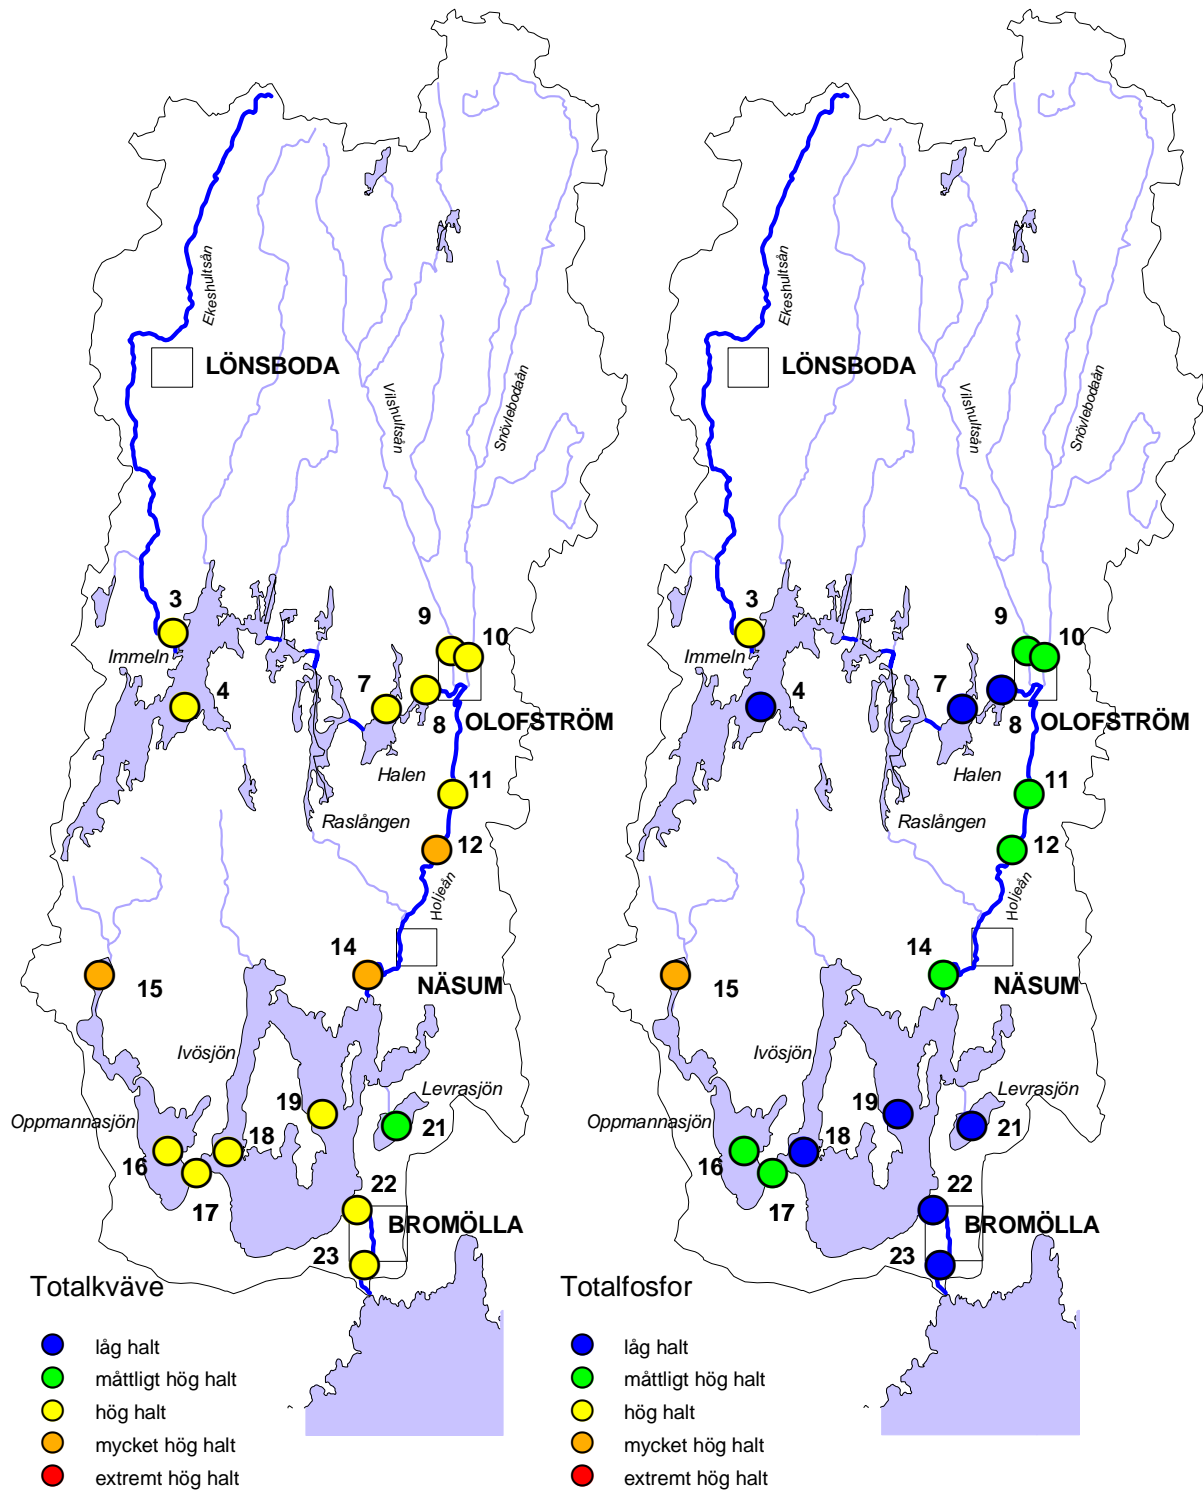 Ekeshultsån
LÖNSBODA
Vilshultsån
Snövlebodaån
3
9
10
Immeln
4
7
8
OLOFSTRÖM
Halen
11
Raslången
12
Holjeån
14
15
NÄSUM
Ivösjön
Levrasjön
19
Oppmannasjön
21
18
16
17
22
BROMÖLLA
23
Totalkväve
låg halt
måttligt hög halt
hög halt
mycket hög halt
extremt hög halt
Ekeshultsån
LÖNSBODA
Vilshultsån
Snövlebodaån
3
9
10
Immeln
4
7
8
OLOFSTRÖM
Halen
11
Raslången
12
Holjeån
14
15
NÄSUM
Ivösjön
Levrasjön
19
Oppmannasjön
21
18
16
17
22
BROMÖLLA
23
Totalfosfor
låg halt
måttligt hög halt
hög halt
mycket hög halt
extremt hög halt